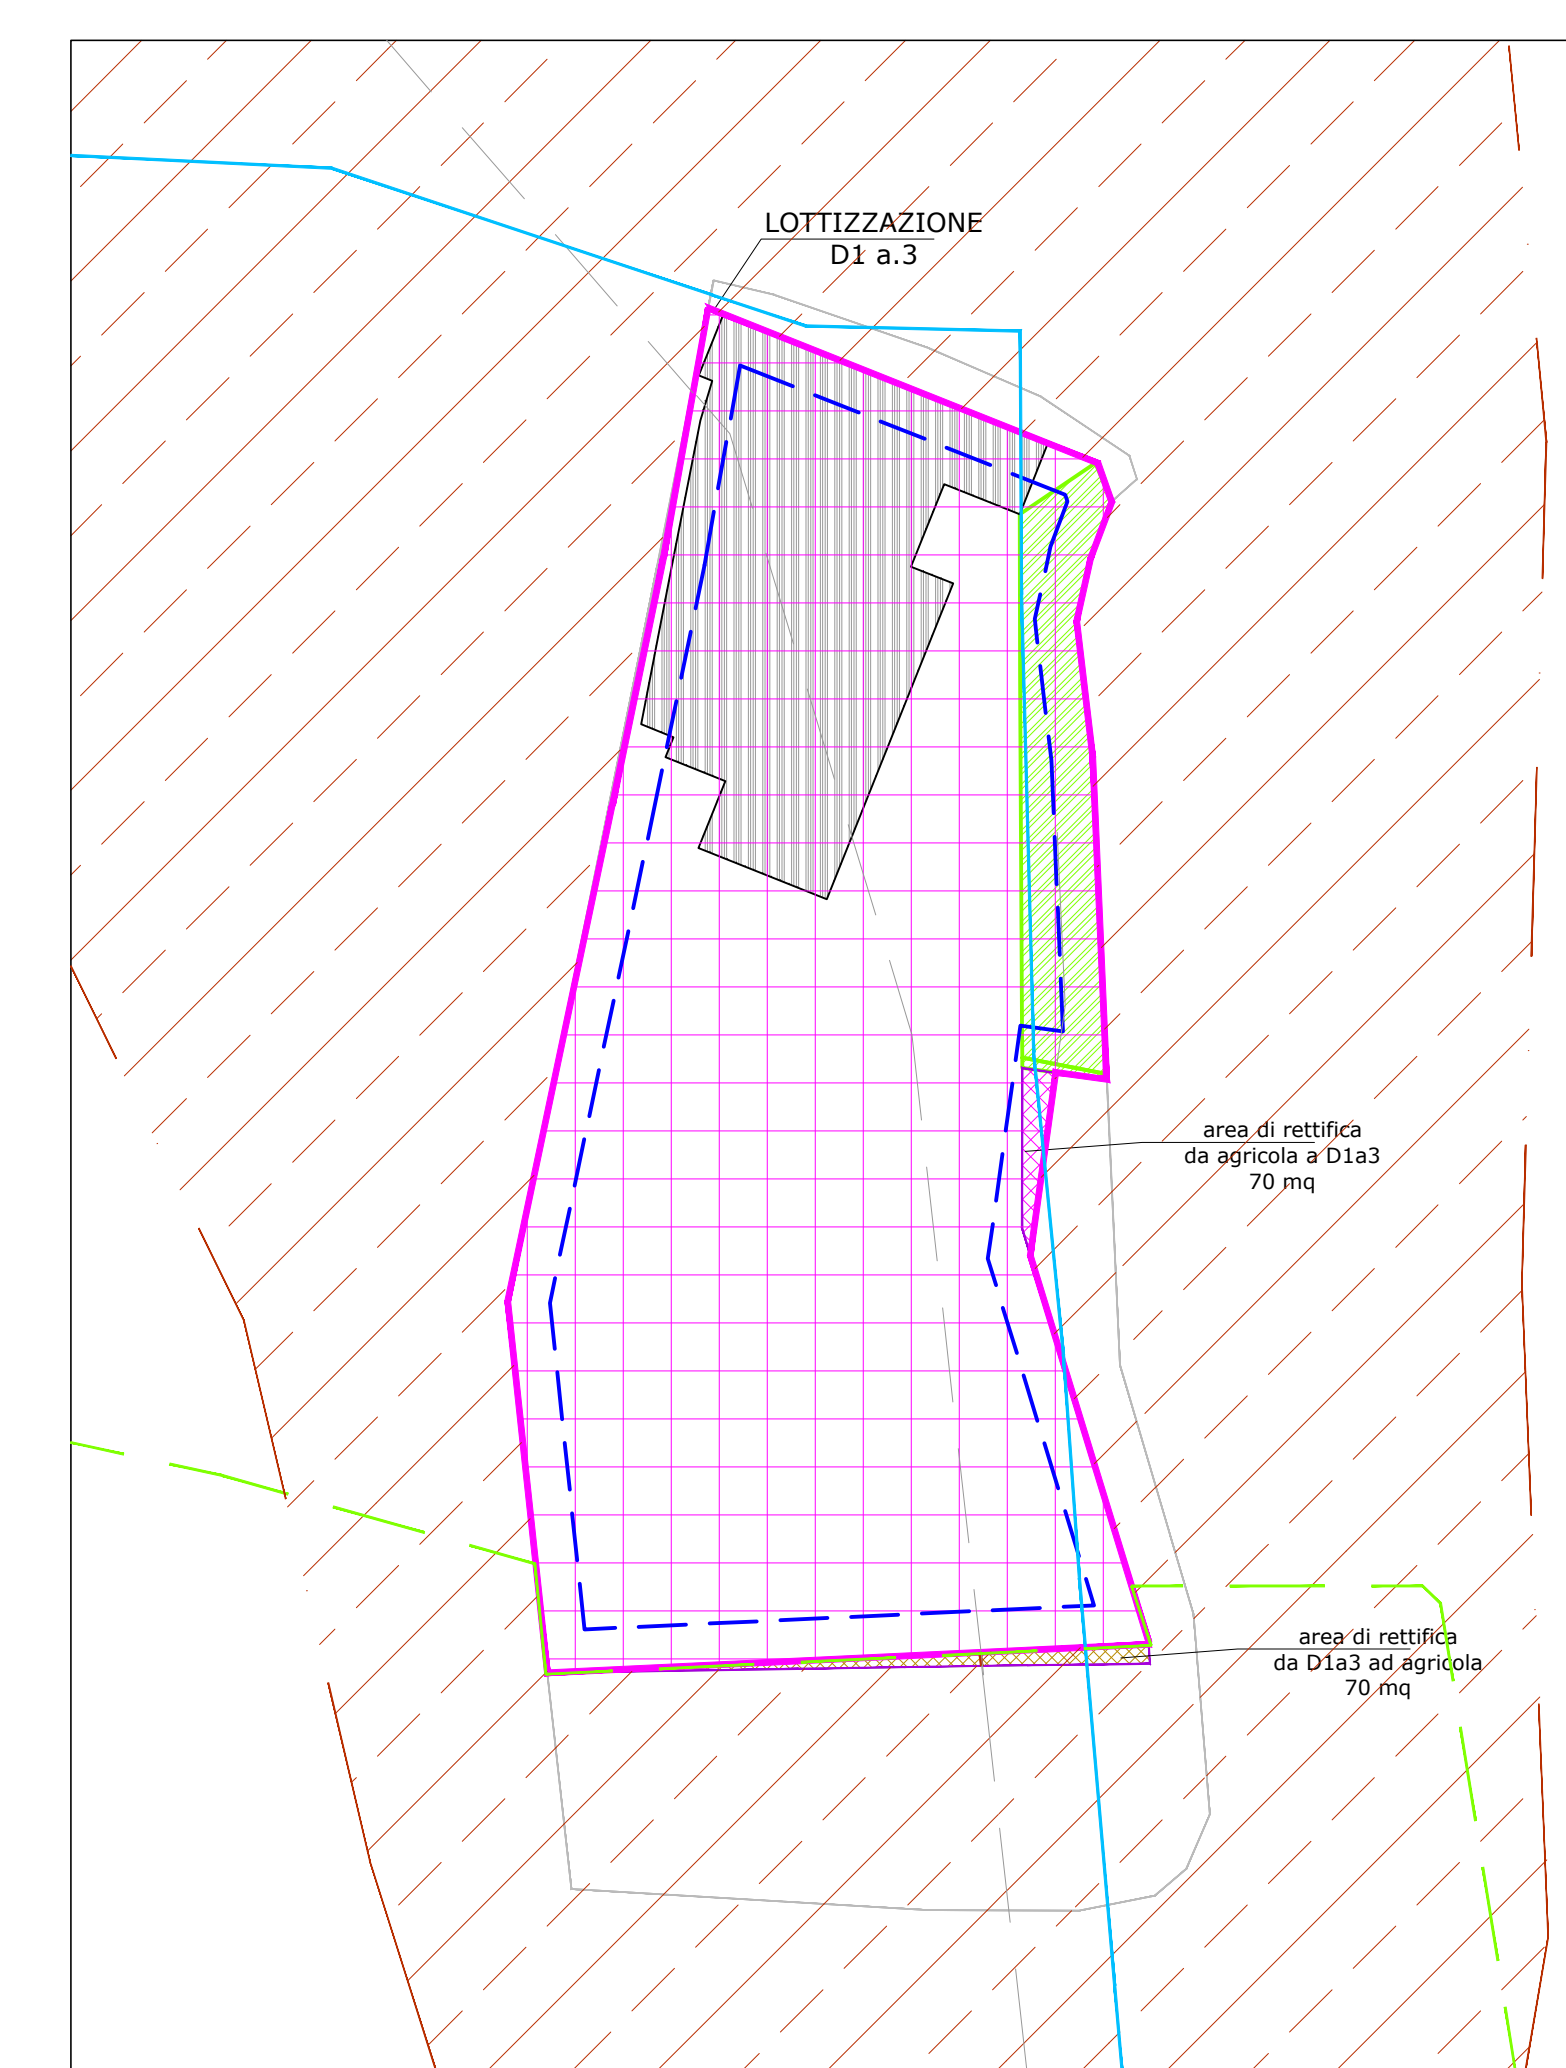 LOTTIZZAZIONE
D1 a.3
area di rettifica
da agricola a D1a3
70 mq
area di rettifica
da D1a3 ad agricola
70 mq